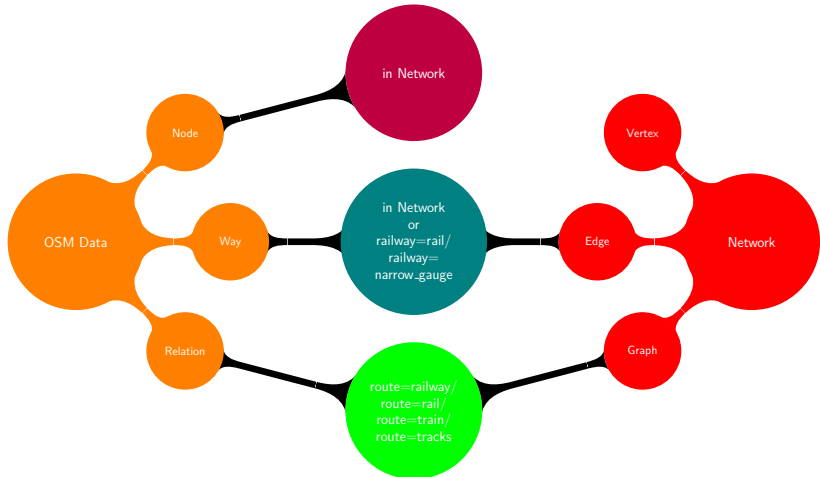 in Network
Node
Vertex
OSM Data
Way
in Network
or
railway=rail/
railway=
narrow_gauge
Edge
Network
Relation
Graph
route=railway/
route=rail/
route=train/
route=tracks